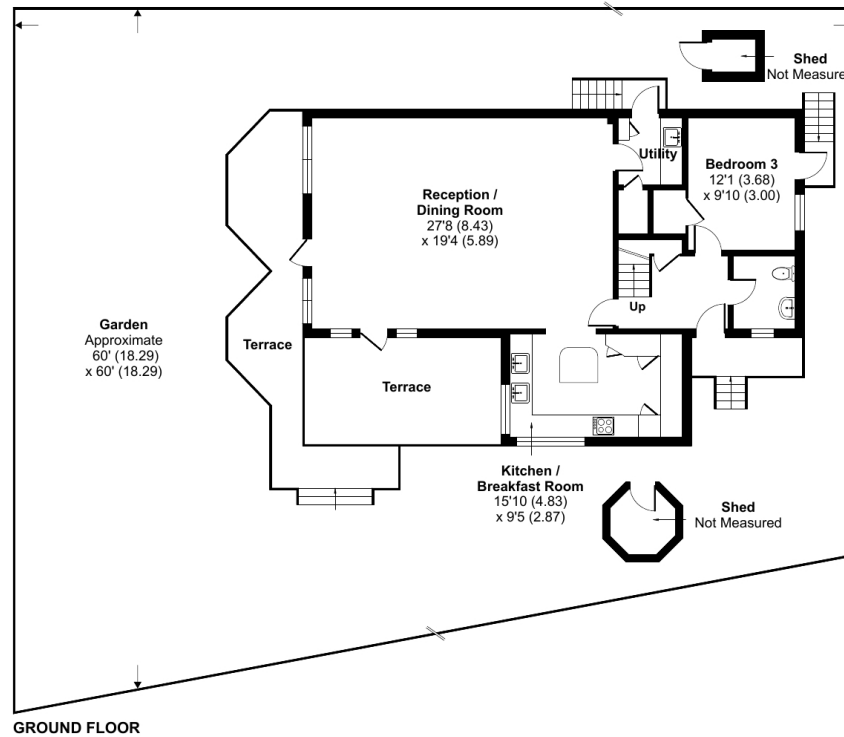 Shed
Not Measure
Utility
Bedroom 3
12'1 (3.68)
x 9'10 (3.00)
Reception /
Dining Room
27'8 (8.43)
x 19'4 (5.89)
Up
Garden
Approximate
60' (18.29)
x 60' (18.29)
Terrace
Terrace
Kitchen /
Breakfast Room
15'10 (4.83)
x 9'5 (2.87)
Shed
Not Measured
GROUND FLOOR